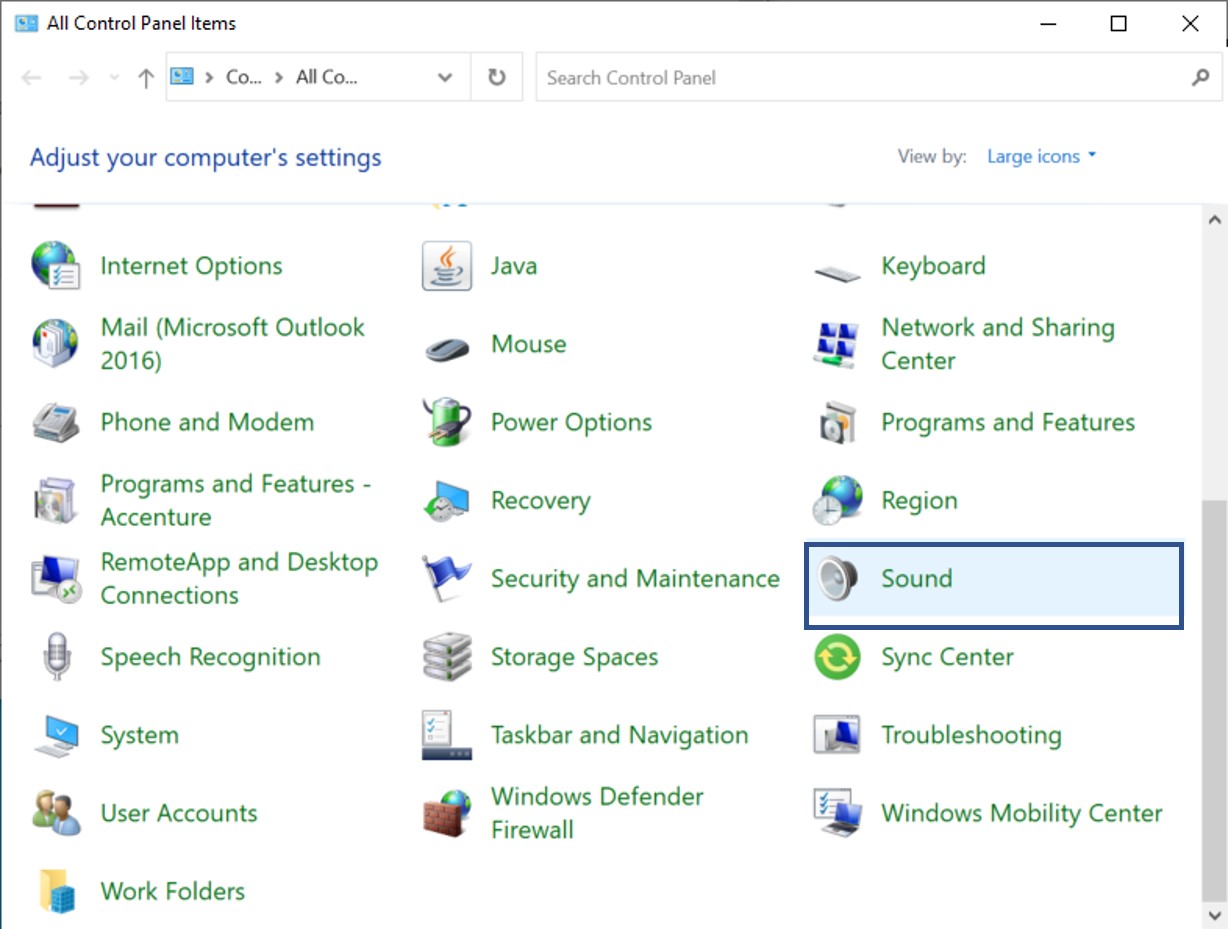 All Control Panel Items
Co... All Co...
Search Control Panel
Adjust your computer's settings
View by: Large icons
Internet Options
Java
Keyboard
Mail (Microsoft Outlook
2016)
Mouse
Network and Sharing
Center
Phone and Modem
Power Options
Programs and Features
Programs and Features -
Accenture
Recovery
Region
RemoteApp and Desktop
Connections
Security and Maintenance
Sound
Speech Recognition
Storage Spaces
Sync Center
System
Taskbar and Navigation
Troubleshooting
User Accounts
Windows Defender
Firewall
Windows Mobility Center
Work Folders